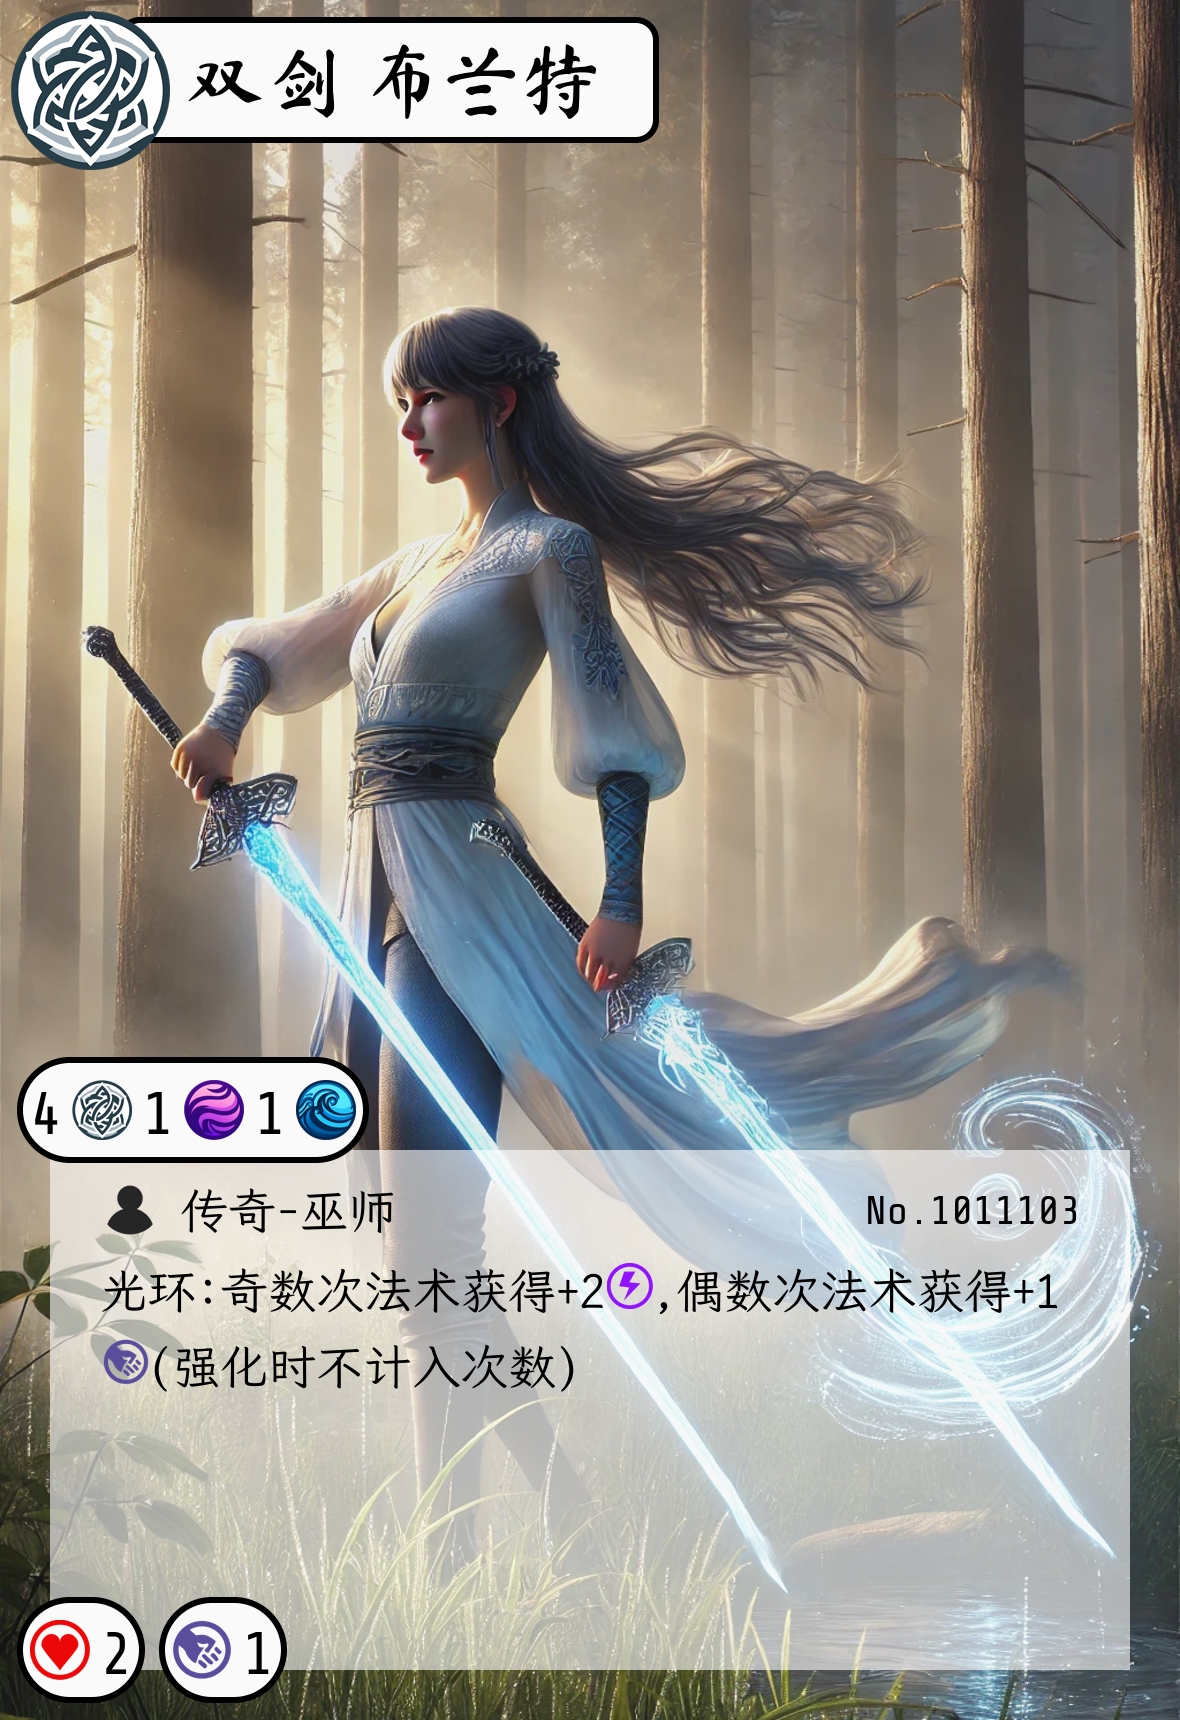 双剑 布兰特
4 1 1
传奇-巫师 No.1011103
光环:奇数次法术获得+2,偶数次法术获得+1
(强化时不计入次数)
2 1